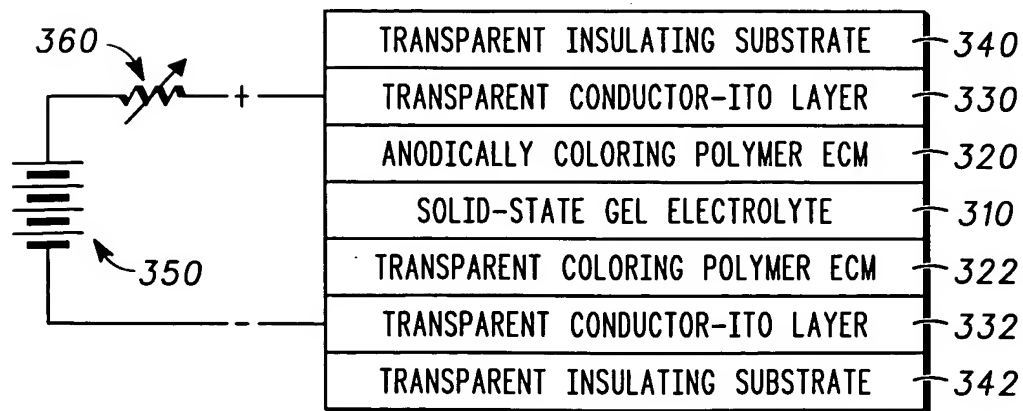 360
+
TRANSPARENT INSULATING SUBSTRATE 340
TRANSPARENT CONDUCTOR-ITO LAYER 330
ANODICALLY COLORING POLYMER ECM 320
SOLID-STATE GEL ELECTROLYTE 310
350
TRANSPARENT COLORING POLYMER ECM 322
-
TRANSPARENT CONDUCTOR-ITO LAYER 332
TRANSPARENT INSULATING SUBSTRATE 342